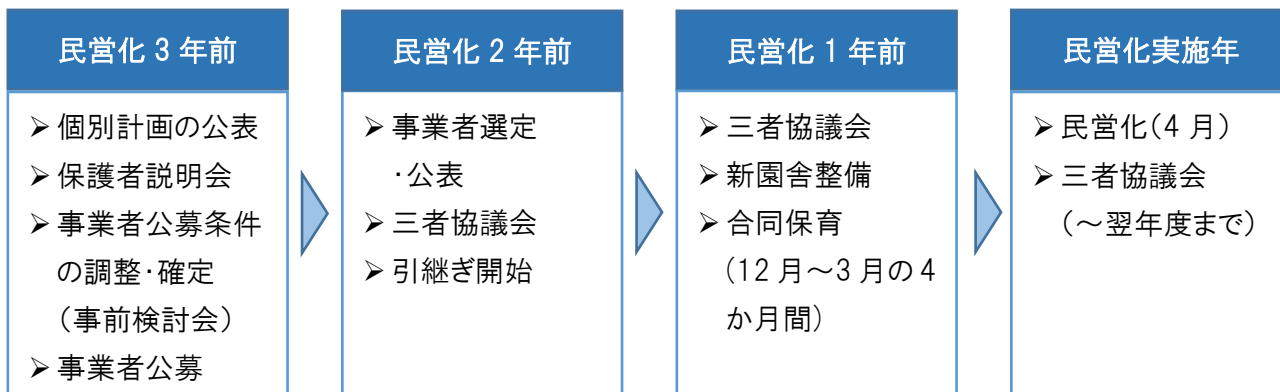 民営化 3 年前
➢ 個別計画の公表
➢ 保護者説明会
➢ 事業者公募条件
の調整・確定
（事前検討会）
➢ 事業者公募
民営化 2 年前
➢ 事業者選定
・公表
➢ 三者協議会
➢ 引継ぎ開始
民営化 1 年前
➢ 三者協議会
➢ 新園舎整備
➢ 合同保育
（12 月～3 月の 4
か月間）
民営化実施年
➢ 民営化（4 月）
➢ 三者協議会
（～翌年度まで）